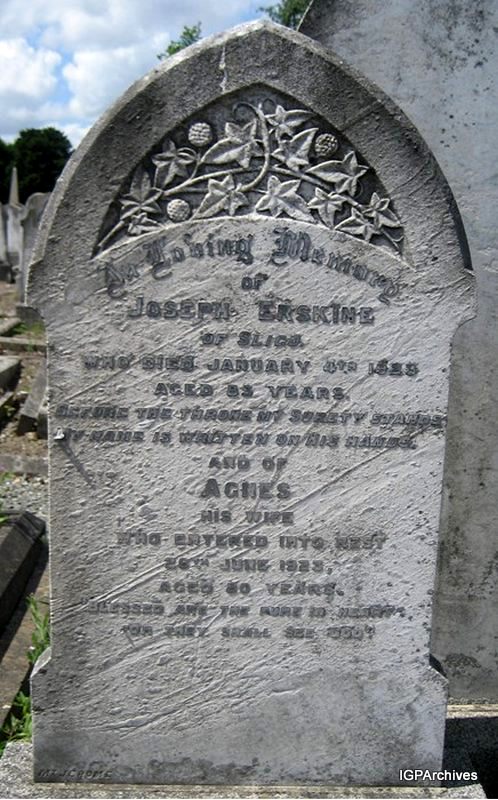 In Loving Memory
OF
JOSEPH ERSKINE
OF SLIGO.
WHO DIED JANUARY 4TH 1923
AGED 83 YEARS.
BEFORE THE THRONE MY SURETY STANDS
MY NAME IS WRITTEN ON HIS HANDS.
AND OF
AGNES
HIS WIFE
WHO ENTERED INTO REST
28TH JUNE 1923,
AGED 80 YEARS.
BLESSED ARE THE PURE IN HEART
FOR THEY SHALL SEE GOD"
IGPArchives